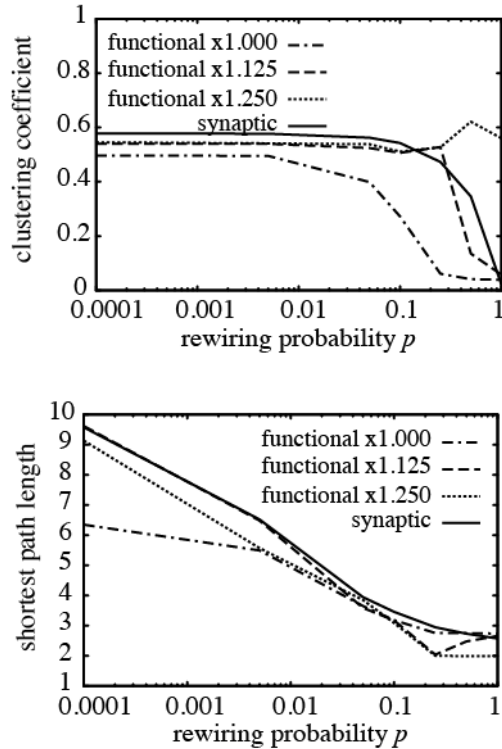 1
0.8
0.6
0.4
0.2
0
clustering coefficient
functional x1.000
functional x1.125
functional x1.250
synaptic
0.0001 0.001 0.01 0.1 1
rewiring probability p
10
9
8
7
6
5
4
3
2
1
shortest path length
functional x1.000
functional x1.125
functional x1.250
synaptic
0.0001 0.001 0.01 0.1 1
rewiring probability p